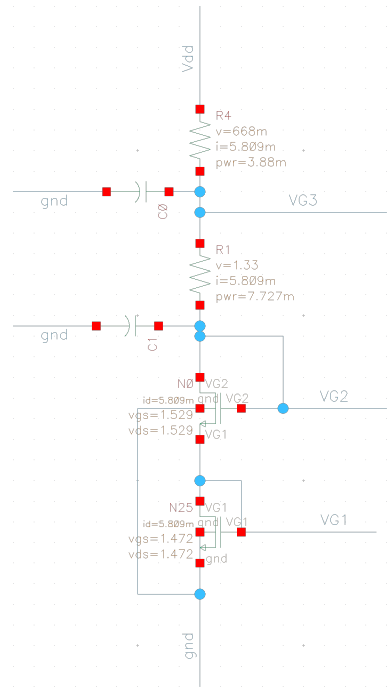 Vdd
R4
v=668m
i=5.809m
pwr=3.88m
gnd
C0
VG3
R1
v=1.33
i=5.809m
pwr=7.727m
gnd
C1
N0 VG2
id=5.809m gnd VG2
vgs=1.529
vds=1.529
VG1
VG2
N25 VG1
id=5.809m gnd VG1
vgs=1.472
vds=1.472
gnd
VG1
gnd